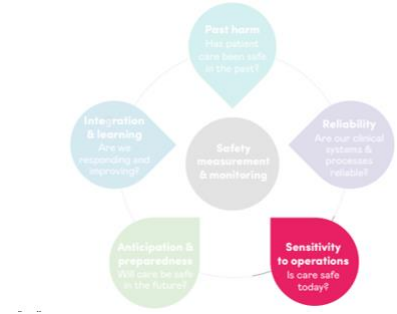 Past harm
Has patient
care been safe
in the past?
Integration
& learning
Are we
responding and
improving?
Reliability
Are our clinical
systems &
processes
reliable?
Safety
measurement
& monitoring
Anticipation &
preparedness
Will care be safe
in the future?
Sensitivity
to operations
Is care safe
today?